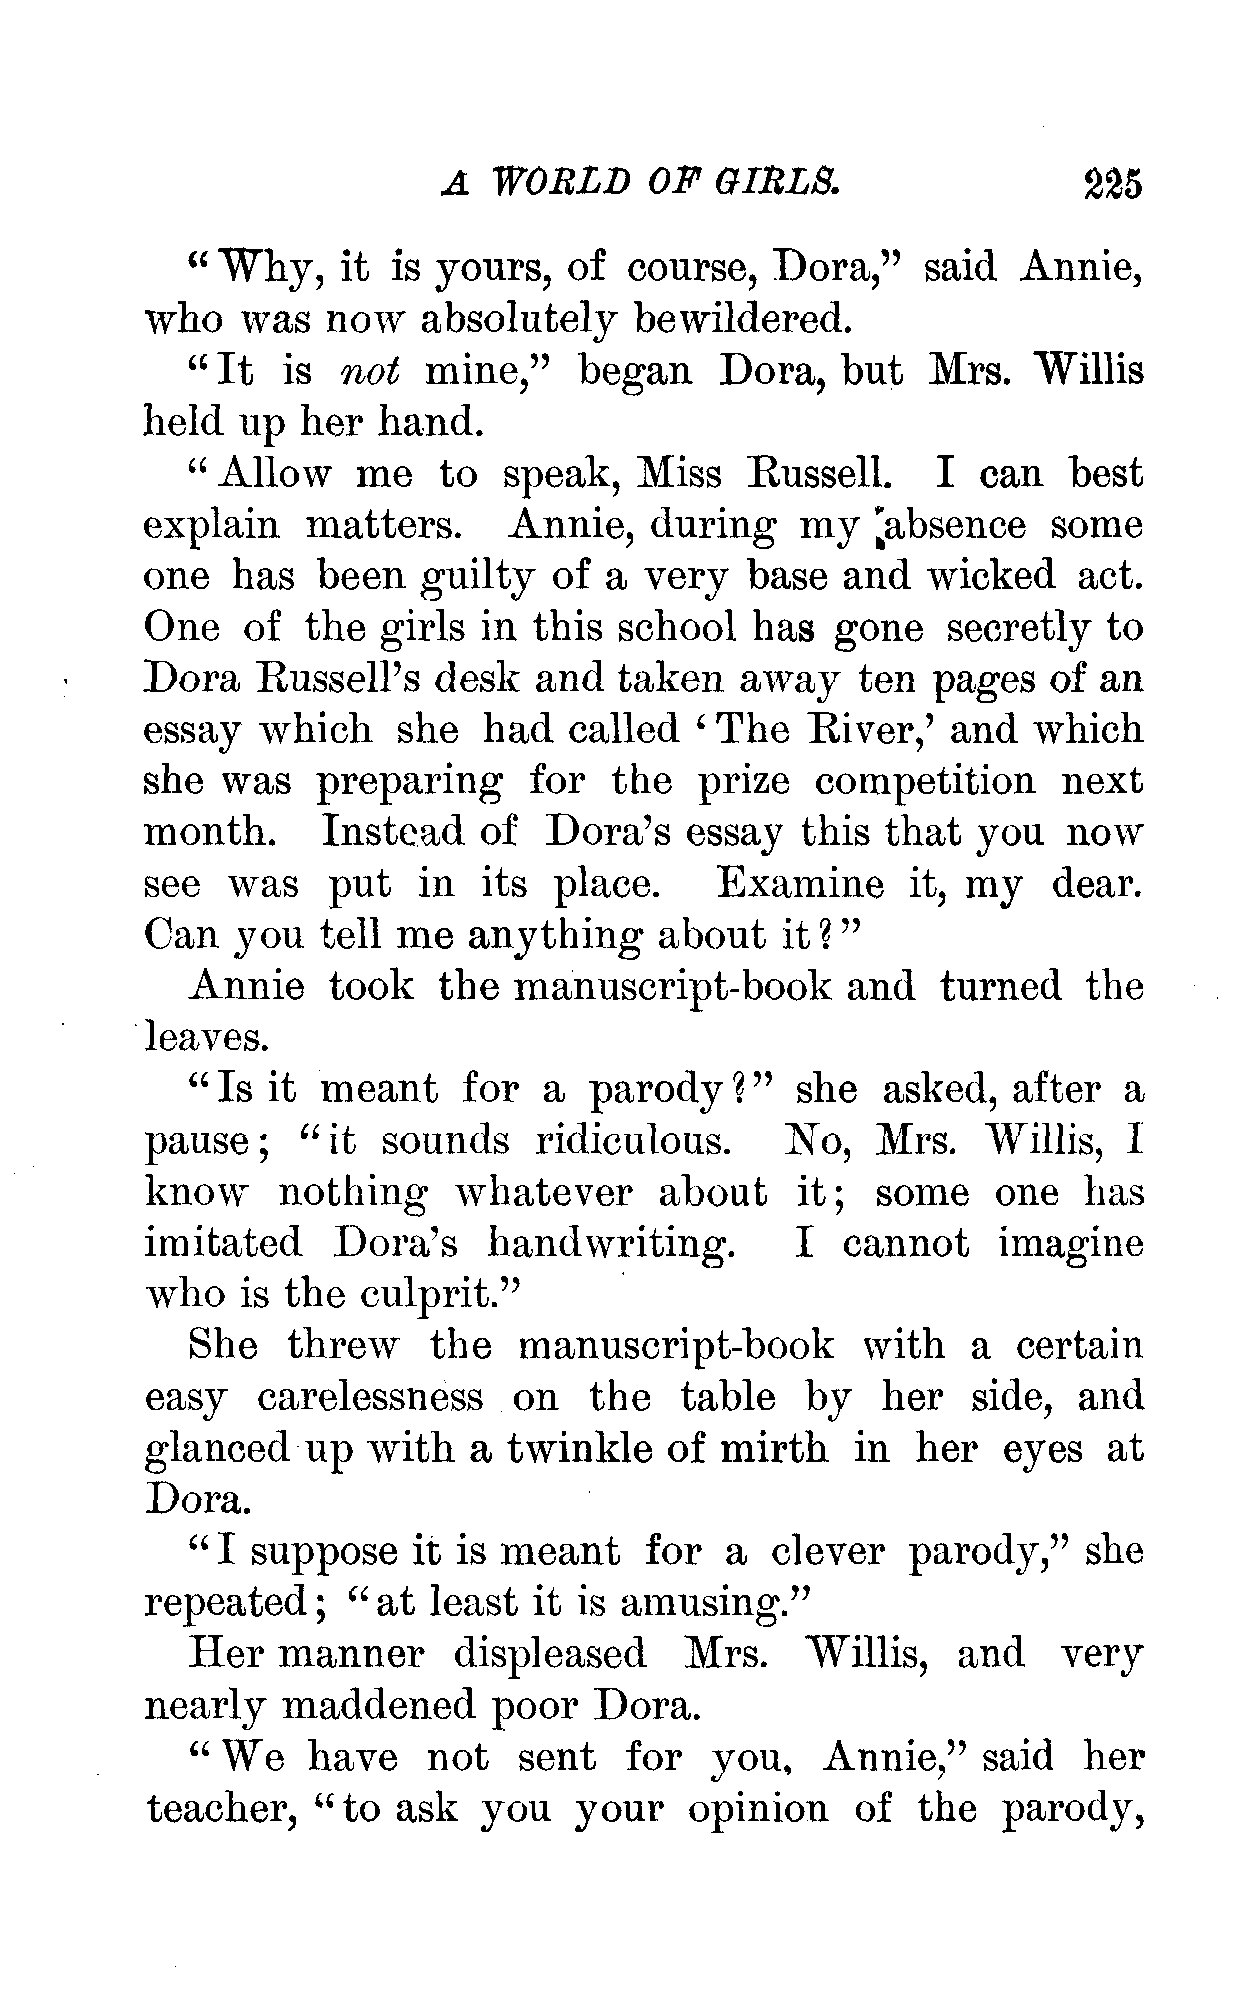 A WORLD OF GIRLS. 225
“Why, it is yours, of course, Dora,” said Annie,
who was now absolutely bewildered.
“It is not mine,” began Dora, but Mrs. Willis
held up her hand.
“Allow me to speak, Miss Russell. I can best
explain matters. Annie, during my absence some
one has been guilty of a very base and wicked act.
One of the girls in this school has gone secretly to
Dora Russell’s desk and taken away ten pages of an
essay which she had called ‘The River,’ and which
she was preparing for the prize competition next
month. Instead of Dora’s essay this that you now
see was put in its place. Examine it, my dear.
Can you tell me anything about it?”
Annie took the manuscript-book and turned the
leaves.
“Is it meant for a parody?” she asked, after a
pause; “it sounds ridiculous. No, Mrs. Willis, I
know nothing whatever about it; some one has
imitated Dora’s handwriting. I cannot imagine
who is the culprit.”
She threw the manuscript-book with a certain
easy carelessness on the table by her side, and
glanced up with a twinkle of mirth in her eyes at
Dora.
“I suppose it is meant for a clever parody,” she
repeated; “at least it is amusing.”
Her manner displeased Mrs. Willis, and very
nearly maddened poor Dora.
“We have not sent for you, Annie,” said her
teacher, “to ask you your opinion of the parody,